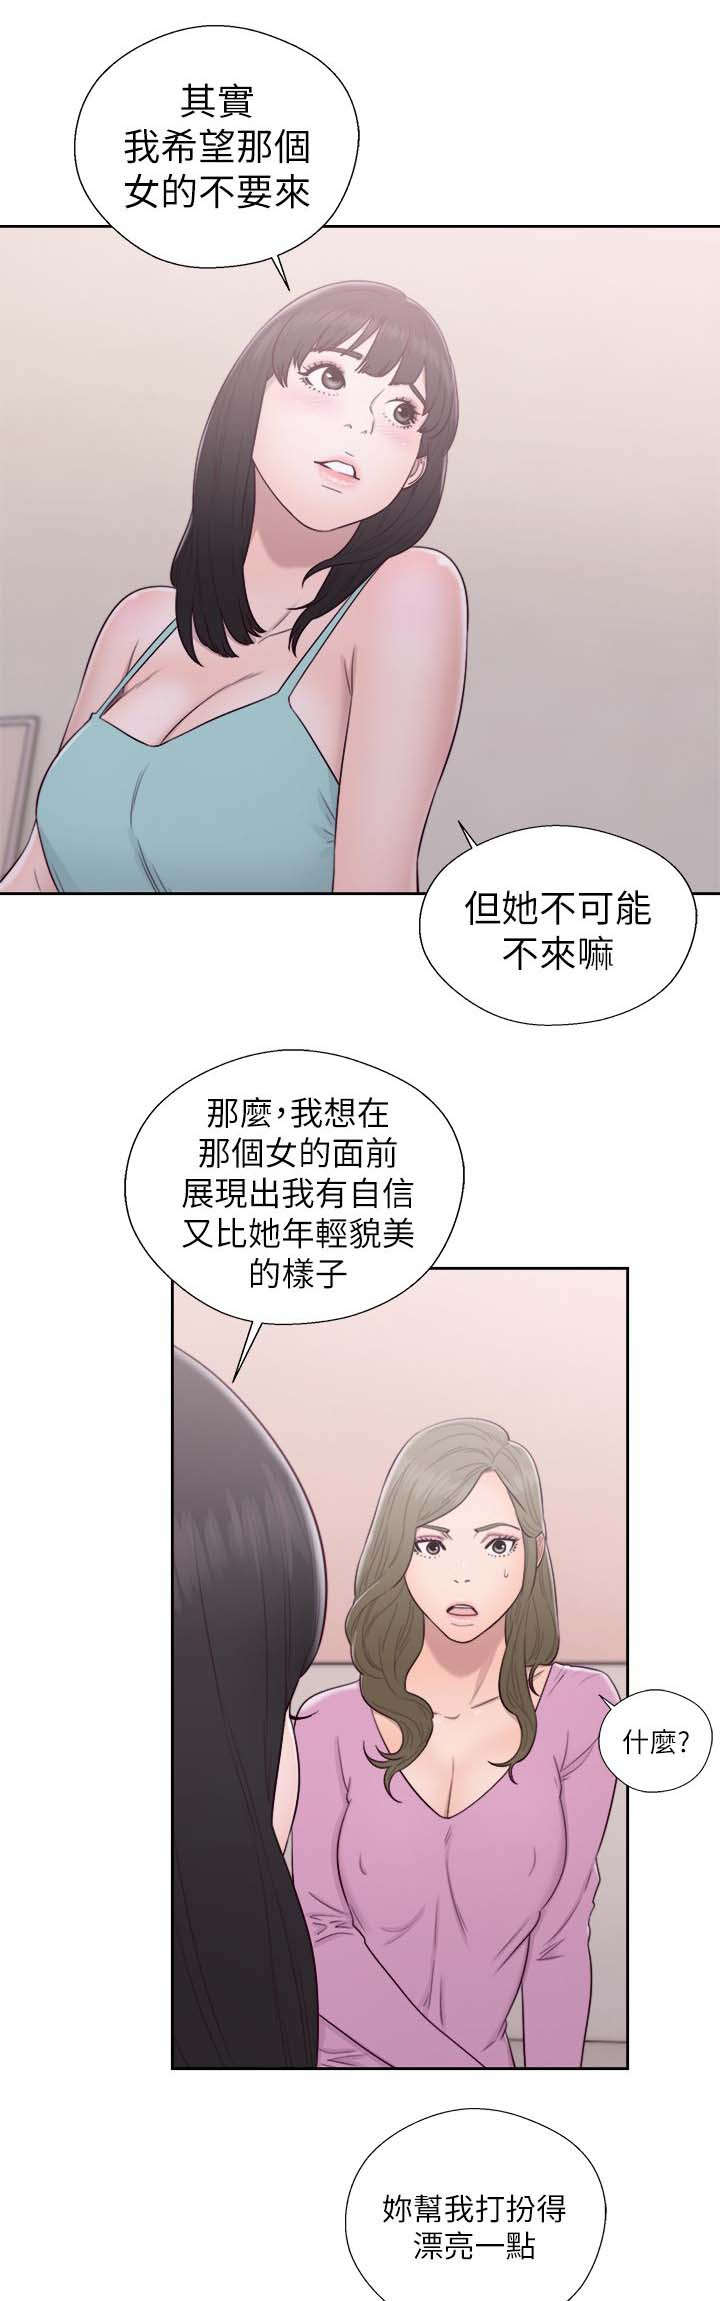 其實
我希望那個
女的不要來
但她不可能
不來嘛
那麼，我想在
那個女的面前
展現出我有自信
又比她年輕貌美
的樣子
什麼?
妳幫我打扮得
漂亮一點